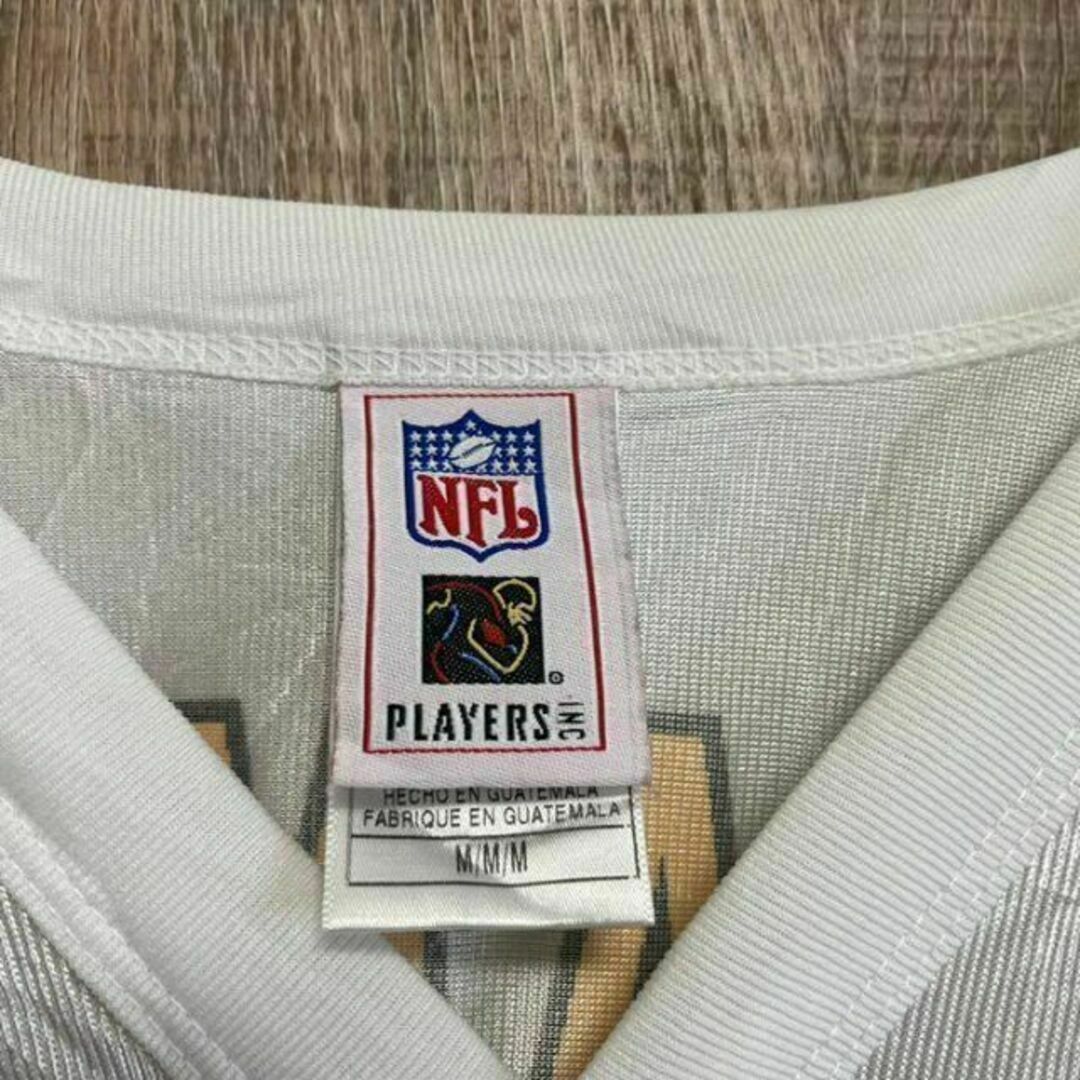 NFL
PLAYERS INC
HECHO EN GUATEMALA
FABRIQUE EN GUATEMALA
M/M/M